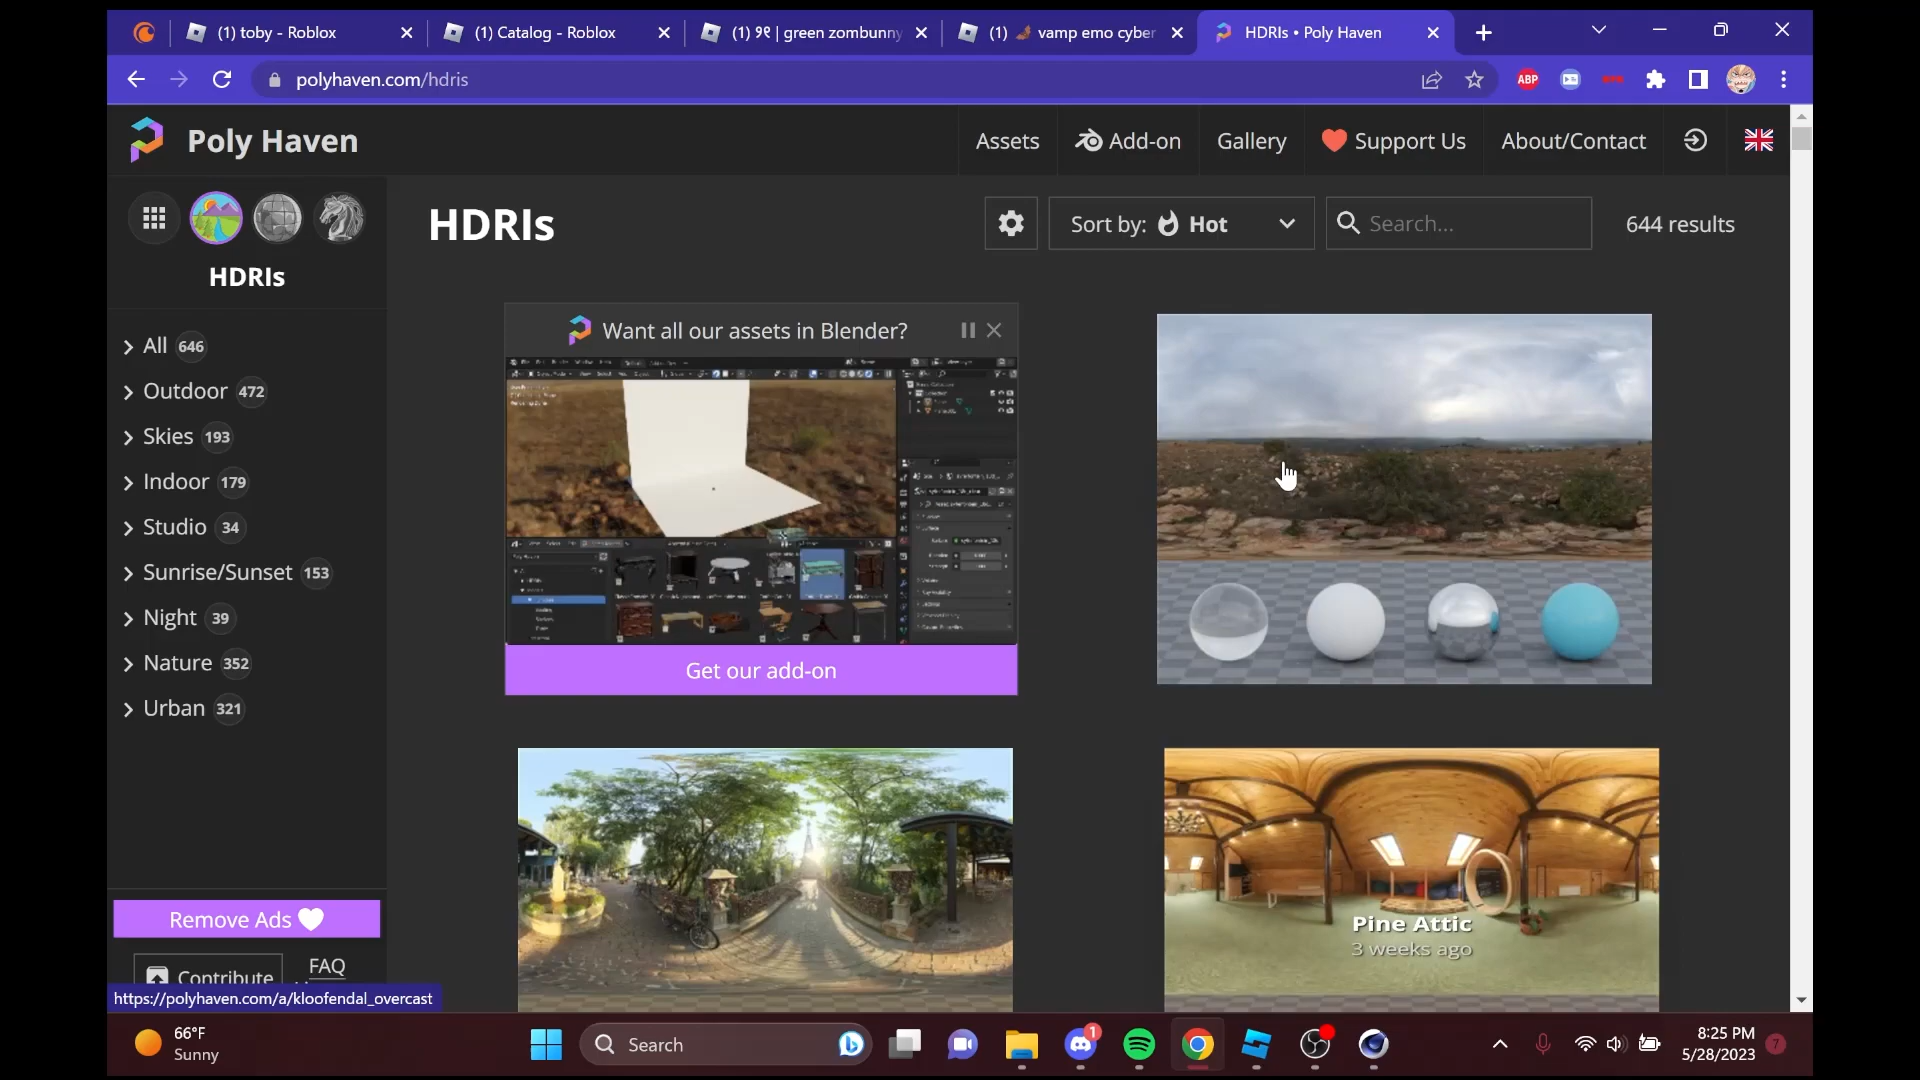 (1) toby - Roblox
(1) Catalog - Roblox
(1) ୨୧ | green zombunny
(1) vamp emo cyber
HDRIs • Poly Haven
polyhaven.com/hdris
ABP
Poly Haven
Assets
Add-on
Gallery
Support Us
About/Contact
HDRIs
HDRIs
Sort by: Hot
Search...
644 results
All 646
Outdoor 472
Skies 193
Indoor 179
Studio 34
Sunrise/Sunset 153
Night 39
Nature 352
Urban 321
Want all our assets in Blender?
Get our add-on
Pine Attic
3 weeks ago
Remove Ads
Contribute
FAQ
https://polyhaven.com/a/kloofendal_overcast
66°F
Sunny
Search
1
8:25 PM
5/28/2023
7